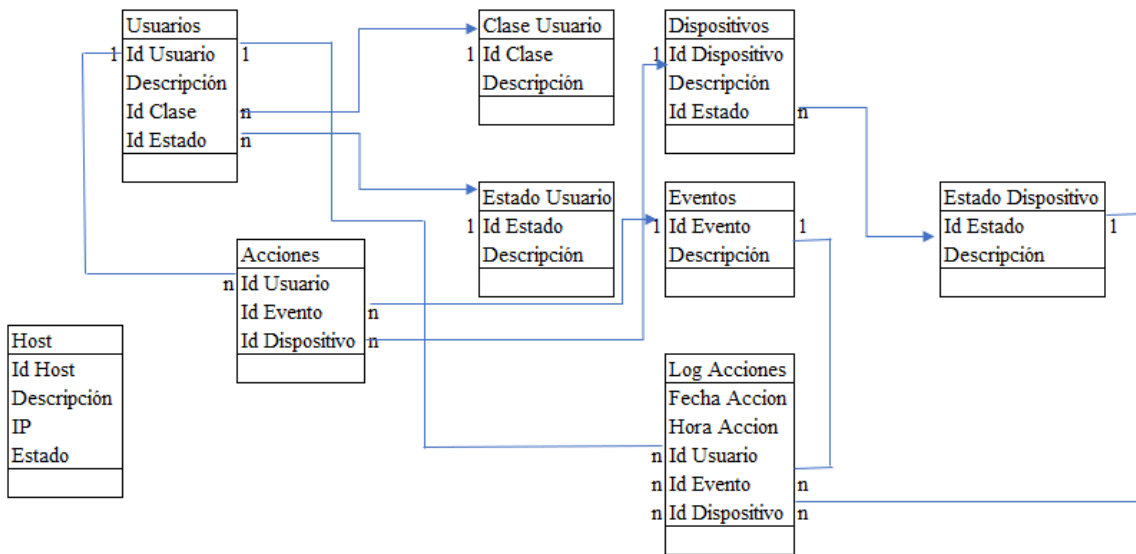 Usuarios
1 Id Usuario 1
Descripción
Id Clase n
Id Estado n
Clase Usuario
1 Id Clase
Descripción
Dispositivos
1 Id Dispositivo
Descripción
Id Estado n
Estado Usuario
1 Id Estado
Descripción
Eventos
1 Id Evento 1
Descripción
Estado Dispositivo
Id Estado 1
Descripción
Acciones
n Id Usuario
Id Evento n
Id Dispositivo n
Host
Id Host
Descripción
IP
Estado
Log Acciones
Fecha Accion
Hora Accion
n Id Usuario
n Id Evento n
n Id Dispositivo n